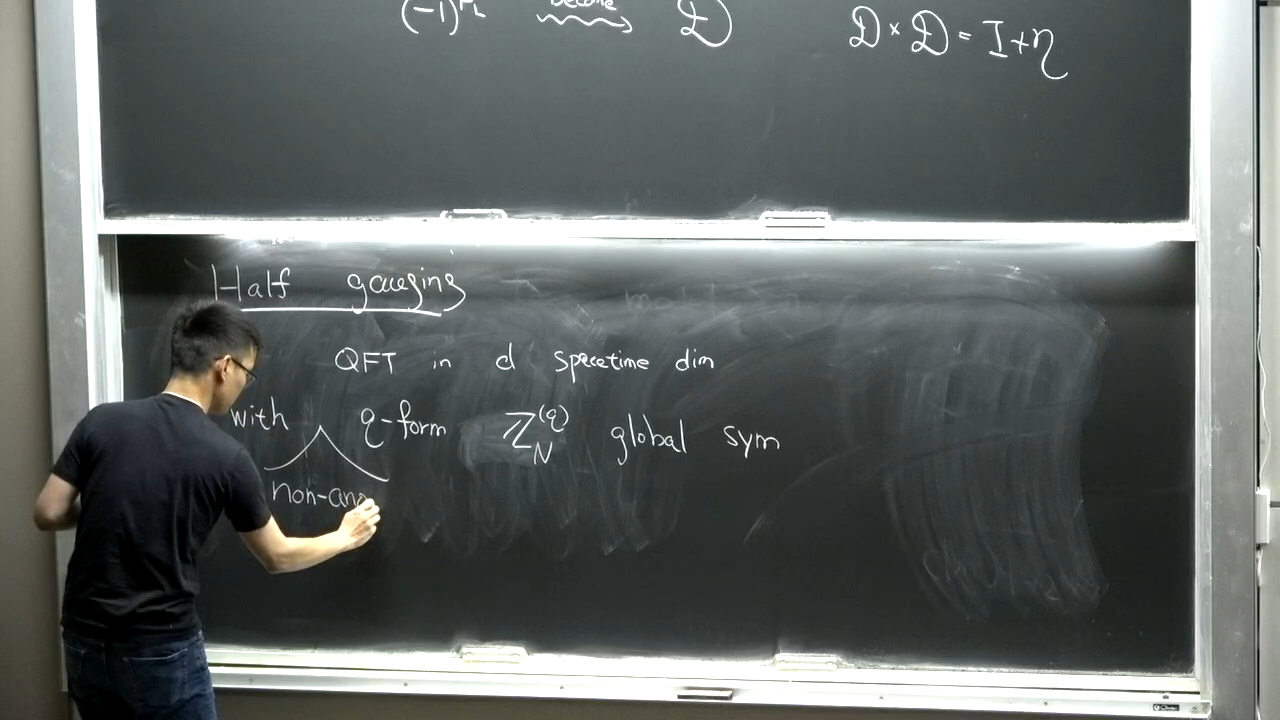 (-1)^F_L become 𝒟 𝒟 × 𝒟 = I + η
Half gauging
QFT in d spacetime dim
with q-form ℤ_N^(q) global sym
non-ano